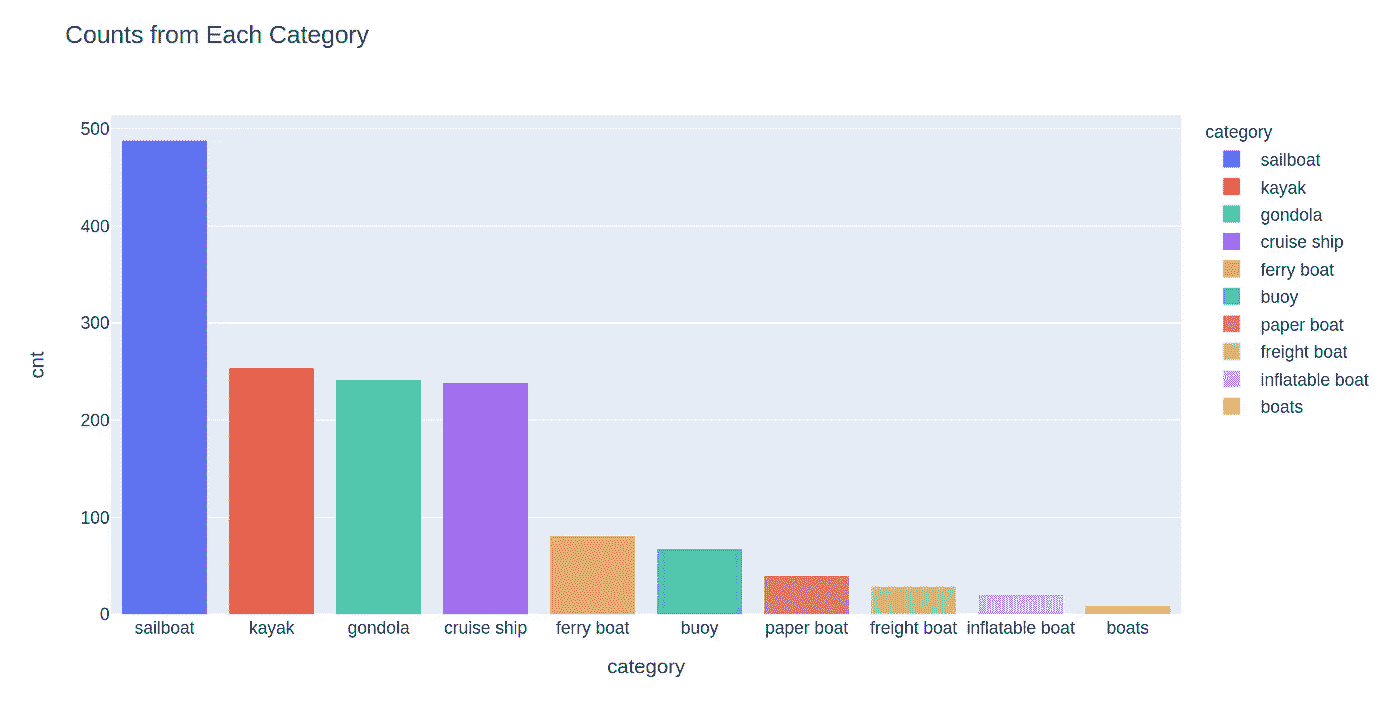 Counts from Each Category
500
400
300
200
100
0
cnt
sailboat kayak gondola cruise ship ferry boat buoy paper boat freight boat inflatable boat boats
category
category
sailboat
kayak
gondola
cruise ship
ferry boat
buoy
paper boat
freight boat
inflatable boat
boats